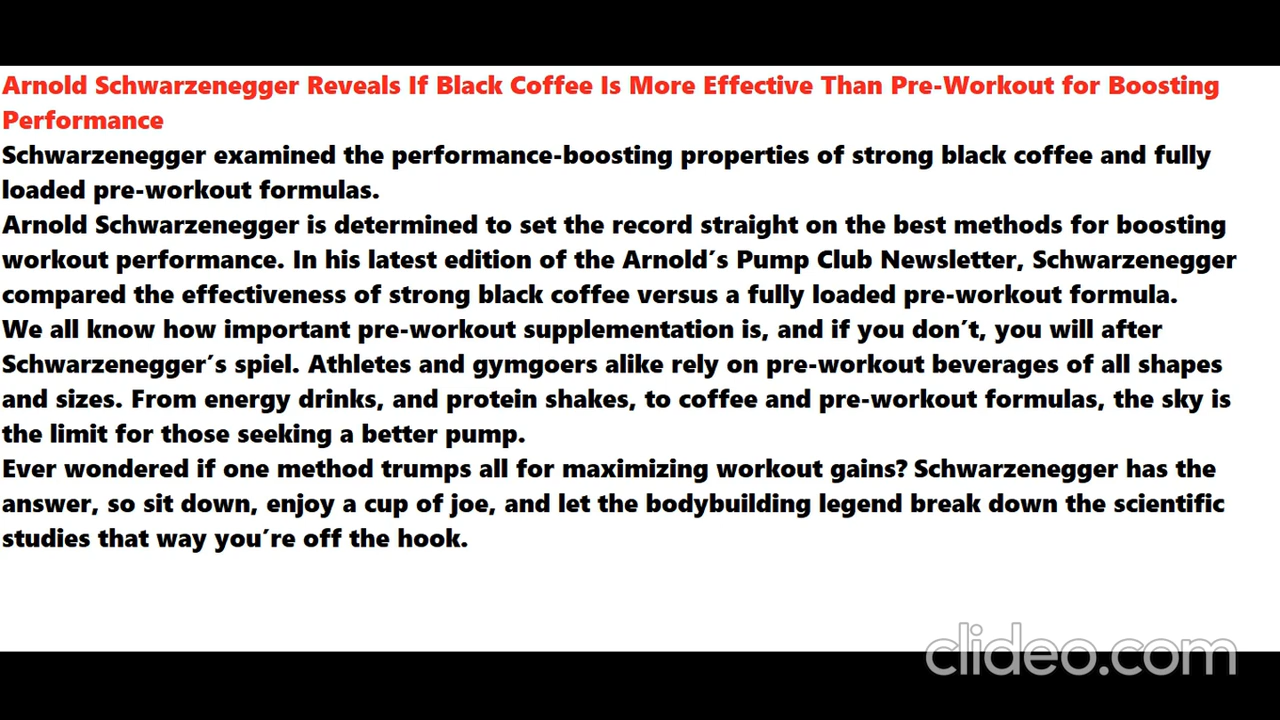 Arnold Schwarzenegger Reveals If Black Coffee Is More Effective Than Pre-Workout for Boosting
Performance
Schwarzenegger examined the performance-boosting properties of strong black coffee and fully
loaded pre-workout formulas.
Arnold Schwarzenegger is determined to set the record straight on the best methods for boosting
workout performance. In his latest edition of the Arnold’s Pump Club Newsletter, Schwarzenegger
compared the effectiveness of strong black coffee versus a fully loaded pre-workout formula.
We all know how important pre-workout supplementation is, and if you don’t, you will after
Schwarzenegger’s spiel. Athletes and gymgoers alike rely on pre-workout beverages of all shapes
and sizes. From energy drinks, and protein shakes, to coffee and pre-workout formulas, the sky is
the limit for those seeking a better pump.
Ever wondered if one method trumps all for maximizing workout gains? Schwarzenegger has the
answer, so sit down, enjoy a cup of joe, and let the bodybuilding legend break down the scientific
studies that way you’re off the hook.
clideo.com